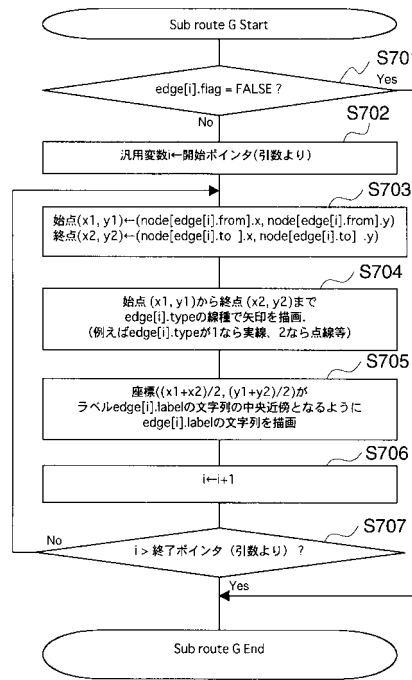 Sub route G Start
S701
edge[i].flag = FALSE ?
Yes
No
S702
汎用変数i←開始ポインタ(引数より)
S703
始点(x1, y1)←(node[edge[i].from].x, node[edge[i].from].y)
終点(x2, y2)←(node[edge[i].to ].x, node[edge[i].to] .y)
S704
始点 (x1, y1)から終点 (x2, y2)まで
edge[i].typeの線種で矢印を描画.
(例えばedge[i].typeが1なら実線、2なら点線等)
S705
座標((x1+x2)/2, (y1+y2)/2)が
ラベルedge[i].labelの文字列の中央近傍となるように
edge[i].labelの文字列を描画
S706
i←i+1
S707
No
i > 終了ポインタ (引数より) ?
Yes
Sub route G End